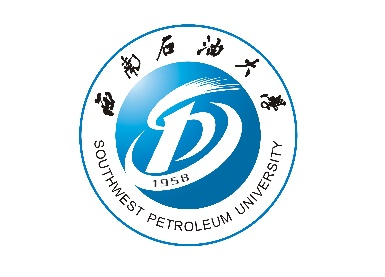 西南石油大学
1958
SOUTHWEST PETROLEUM UNIVERSITY